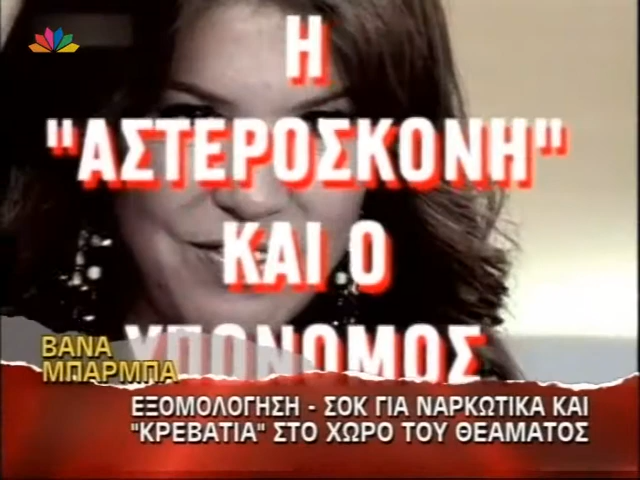 Η
"ΑΣΤΕΡΟΣΚΟΝΗ"
ΚΑΙ Ο
ΥΠΟΝΟΜΟΣ
ΒΑΝΑ
ΜΠΑΡΜΠΑ
ΕΞΟΜΟΛΟΓΗΣΗ - ΣΟΚ ΓΙΑ ΝΑΡΚΩΤΙΚΑ ΚΑΙ
"ΚΡΕΒΑΤΙΑ" ΣΤΟ ΧΩΡΟ ΤΟΥ ΘΕΑΜΑΤΟΣ